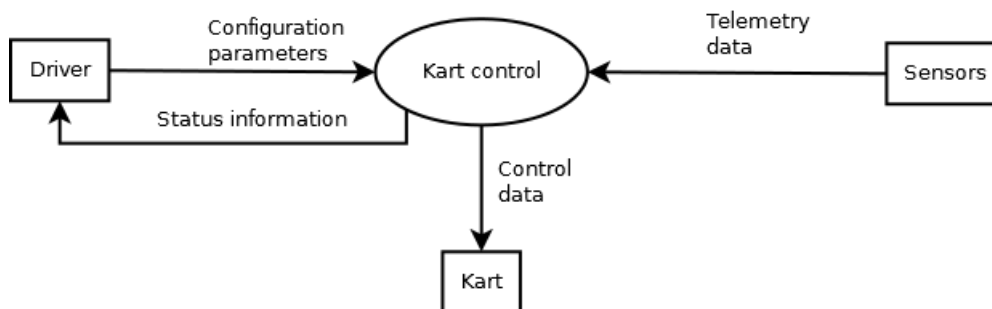 Configuration
parameters
Telemetry
data
Driver
Kart control
Sensors
Status information
Control
data
Kart